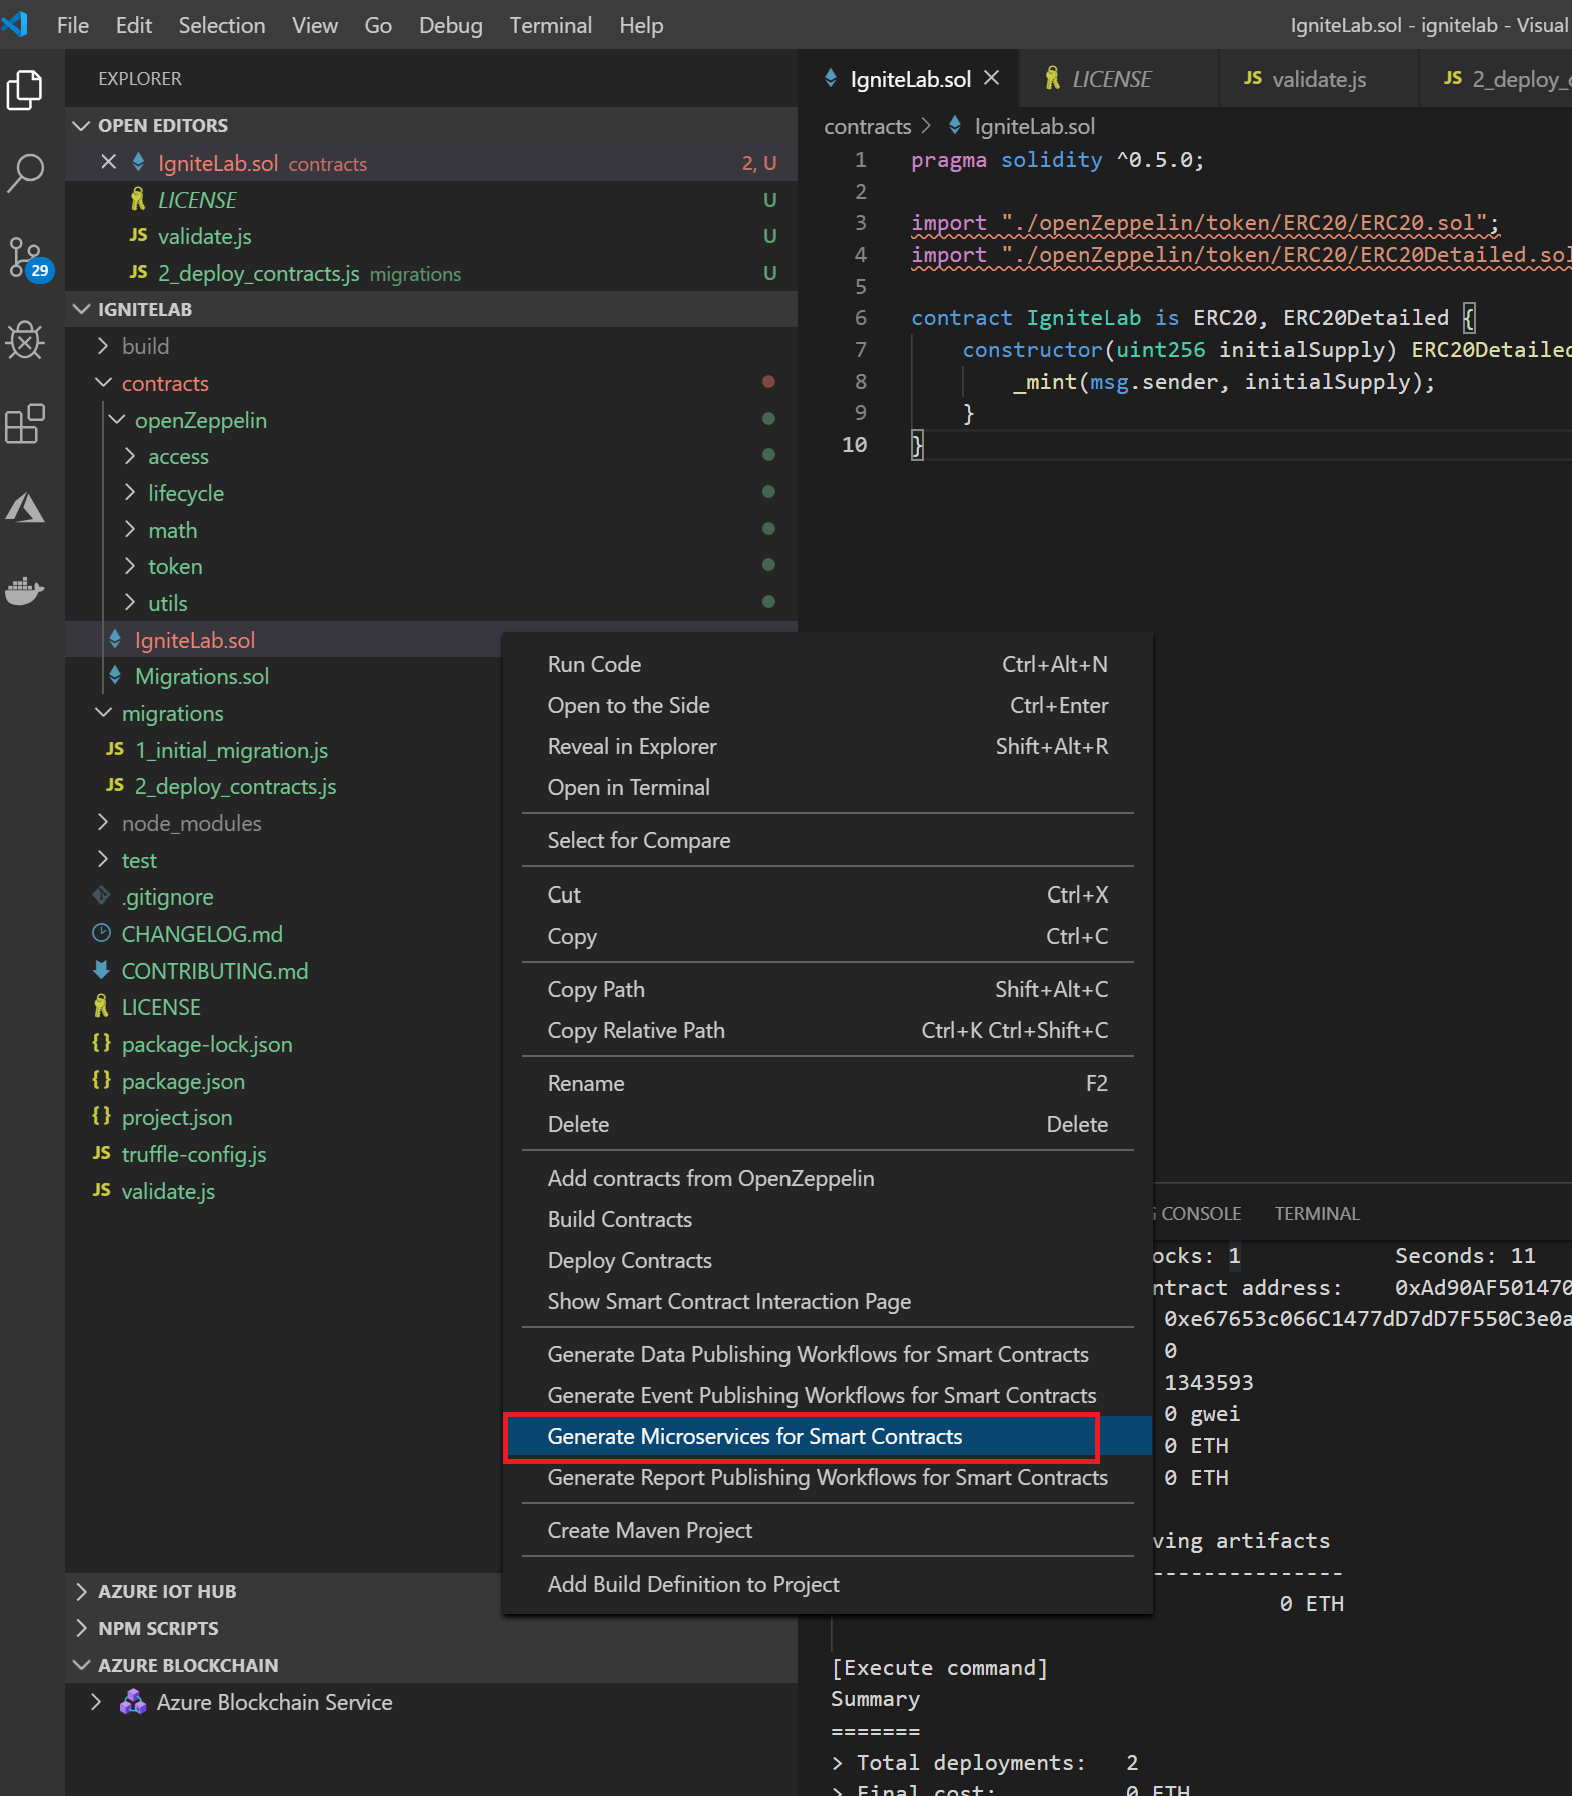 File Edit Selection View Go Debug Terminal Help IgniteLab.sol - ignitelab - Visual
EXPLORER
OPEN EDITORS
IgniteLab.sol contracts 2, U
LICENSE U
JS validate.js U
JS 2_deploy_contracts.js migrations U
IGNITELAB
build
contracts
openZeppelin
access
lifecycle
math
token
utils
IgniteLab.sol
Migrations.sol
migrations
JS 1_initial_migration.js
JS 2_deploy_contracts.js
node_modules
test
.gitignore
CHANGELOG.md
CONTRIBUTING.md
LICENSE
{} package-lock.json
{} package.json
{} project.json
JS truffle-config.js
JS validate.js
AZURE IOT HUB
NPM SCRIPTS
AZURE BLOCKCHAIN
Azure Blockchain Service
29
IgniteLab.sol LICENSE JS validate.js JS 2_deploy_
contracts > IgniteLab.sol
1 pragma solidity ^0.5.0;
2
3 import "./openZeppelin/token/ERC20/ERC20.sol";
4 import "./openZeppelin/token/ERC20/ERC20Detailed.sol
5
6 contract IgniteLab is ERC20, ERC20Detailed {
7 constructor(uint256 initialSupply) ERC20Detailed
8 _mint(msg.sender, initialSupply);
9 }
10 }
Run Code Ctrl+Alt+N
Open to the Side Ctrl+Enter
Reveal in Explorer Shift+Alt+R
Open in Terminal
Select for Compare
Cut Ctrl+X
Copy Ctrl+C
Copy Path Shift+Alt+C
Copy Relative Path Ctrl+K Ctrl+Shift+C
Rename F2
Delete Delete
Add contracts from OpenZeppelin
Build Contracts
Deploy Contracts
Show Smart Contract Interaction Page
Generate Data Publishing Workflows for Smart Contracts
Generate Event Publishing Workflows for Smart Contracts
Generate Microservices for Smart Contracts
Generate Report Publishing Workflows for Smart Contracts
Create Maven Project
Add Build Definition to Project
CONSOLE TERMINAL
ocks: 1 Seconds: 11
ntract address: 0xAd90AF501470
0xe67653c066C1477dD7dD7F550C3e0a
0
1343593
0 gwei
0 ETH
0 ETH
ving artifacts
---------------
0 ETH
[Execute command]
Summary
=======
> Total deployments: 2
> Final cost: 0 ETH